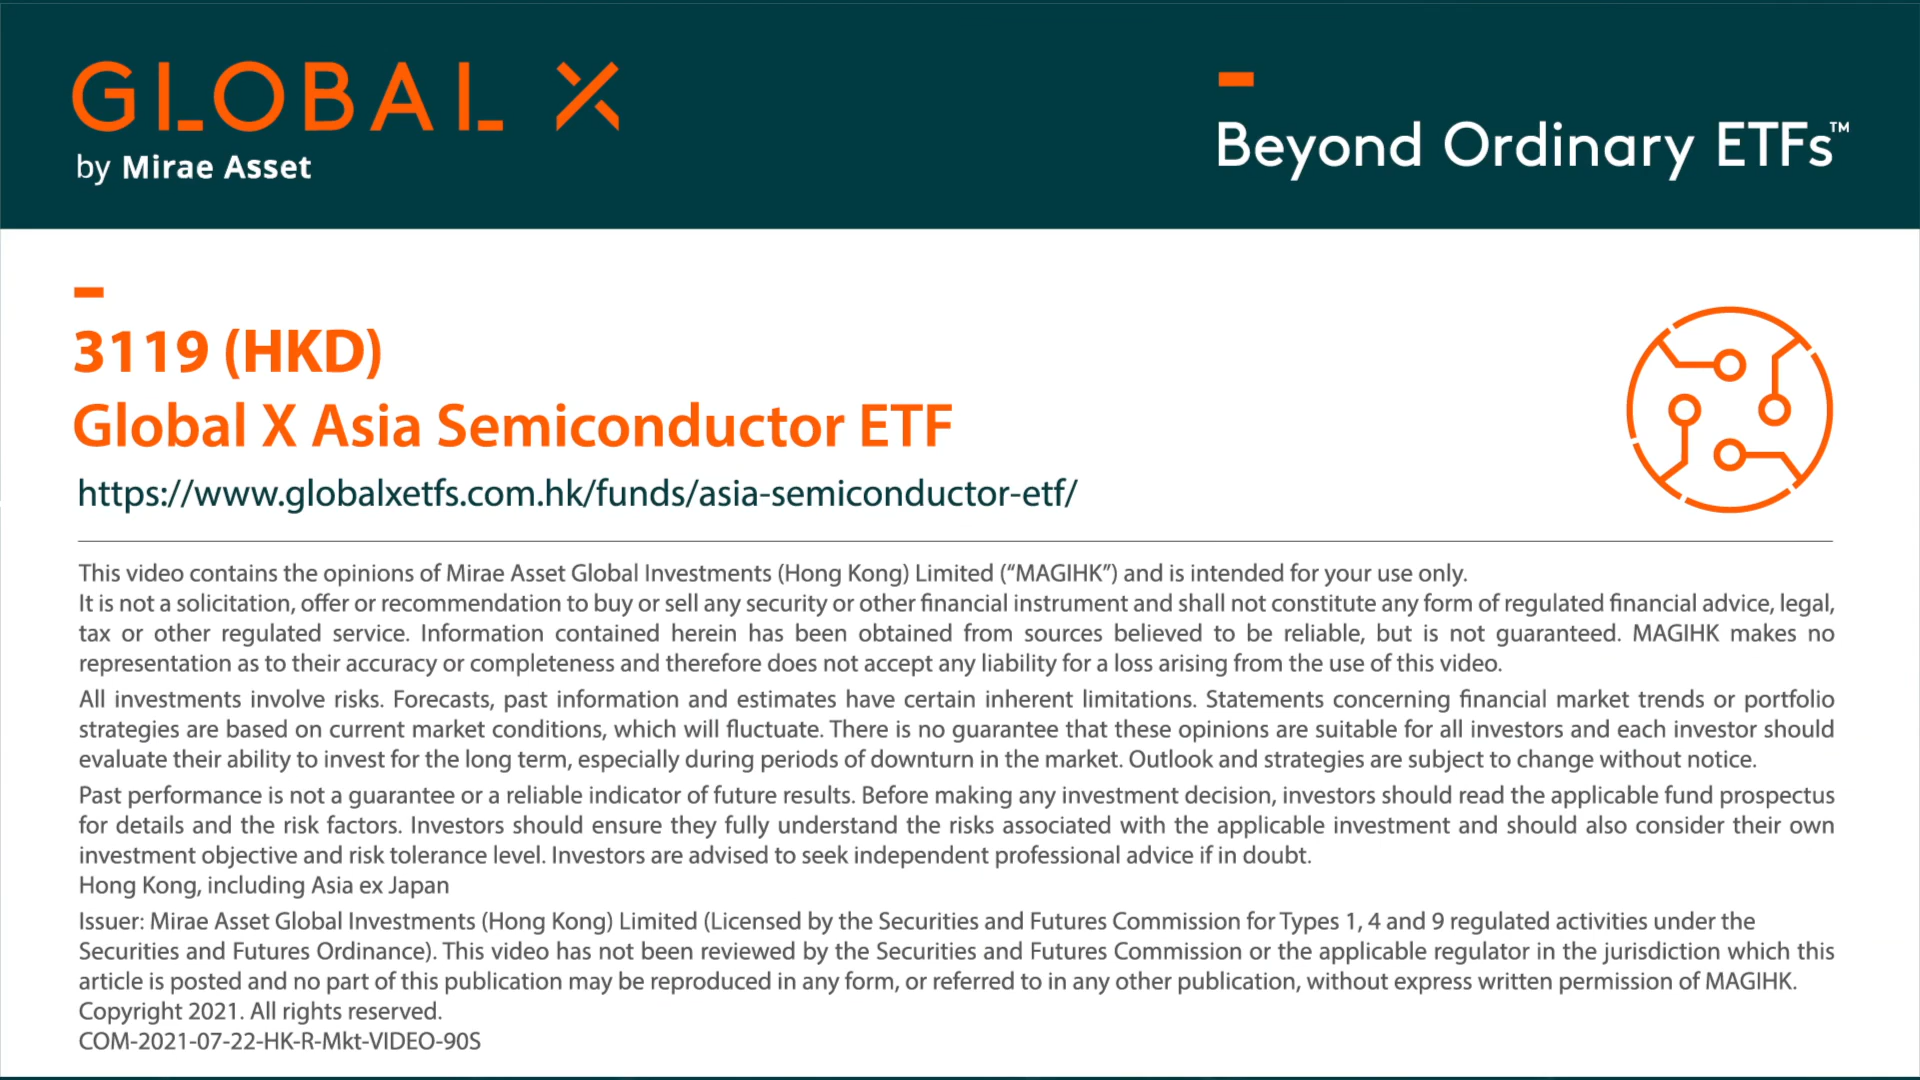 GLOBAL X
by Mirae Asset
Beyond Ordinary ETFs™
3119 (HKD)
Global X Asia Semiconductor ETF
https://www.globalxetfs.com.hk/funds/asia-semiconductor-etf/
This video contains the opinions of Mirae Asset Global Investments (Hong Kong) Limited (“MAGIHK”) and is intended for your use only.
It is not a solicitation, offer or recommendation to buy or sell any security or other financial instrument and shall not constitute any form of regulated financial advice, legal,
tax or other regulated service. Information contained herein has been obtained from sources believed to be reliable, but is not guaranteed. MAGIHK makes no
representation as to their accuracy or completeness and therefore does not accept any liability for a loss arising from the use of this video.
All investments involve risks. Forecasts, past information and estimates have certain inherent limitations. Statements concerning financial market trends or portfolio
strategies are based on current market conditions, which will fluctuate. There is no guarantee that these opinions are suitable for all investors and each investor should
evaluate their ability to invest for the long term, especially during periods of downturn in the market. Outlook and strategies are subject to change without notice.
Past performance is not a guarantee or a reliable indicator of future results. Before making any investment decision, investors should read the applicable fund prospectus
for details and the risk factors. Investors should ensure they fully understand the risks associated with the applicable investment and should also consider their own
investment objective and risk tolerance level. Investors are advised to seek independent professional advice if in doubt.
Hong Kong, including Asia ex Japan
Issuer: Mirae Asset Global Investments (Hong Kong) Limited (Licensed by the Securities and Futures Commission for Types 1, 4 and 9 regulated activities under the
Securities and Futures Ordinance). This video has not been reviewed by the Securities and Futures Commission or the applicable regulator in the jurisdiction which this
article is posted and no part of this publication may be reproduced in any form, or referred to in any other publication, without express written permission of MAGIHK.
Copyright 2021. All rights reserved.
COM-2021-07-22-HK-R-Mkt-VIDEO-90S